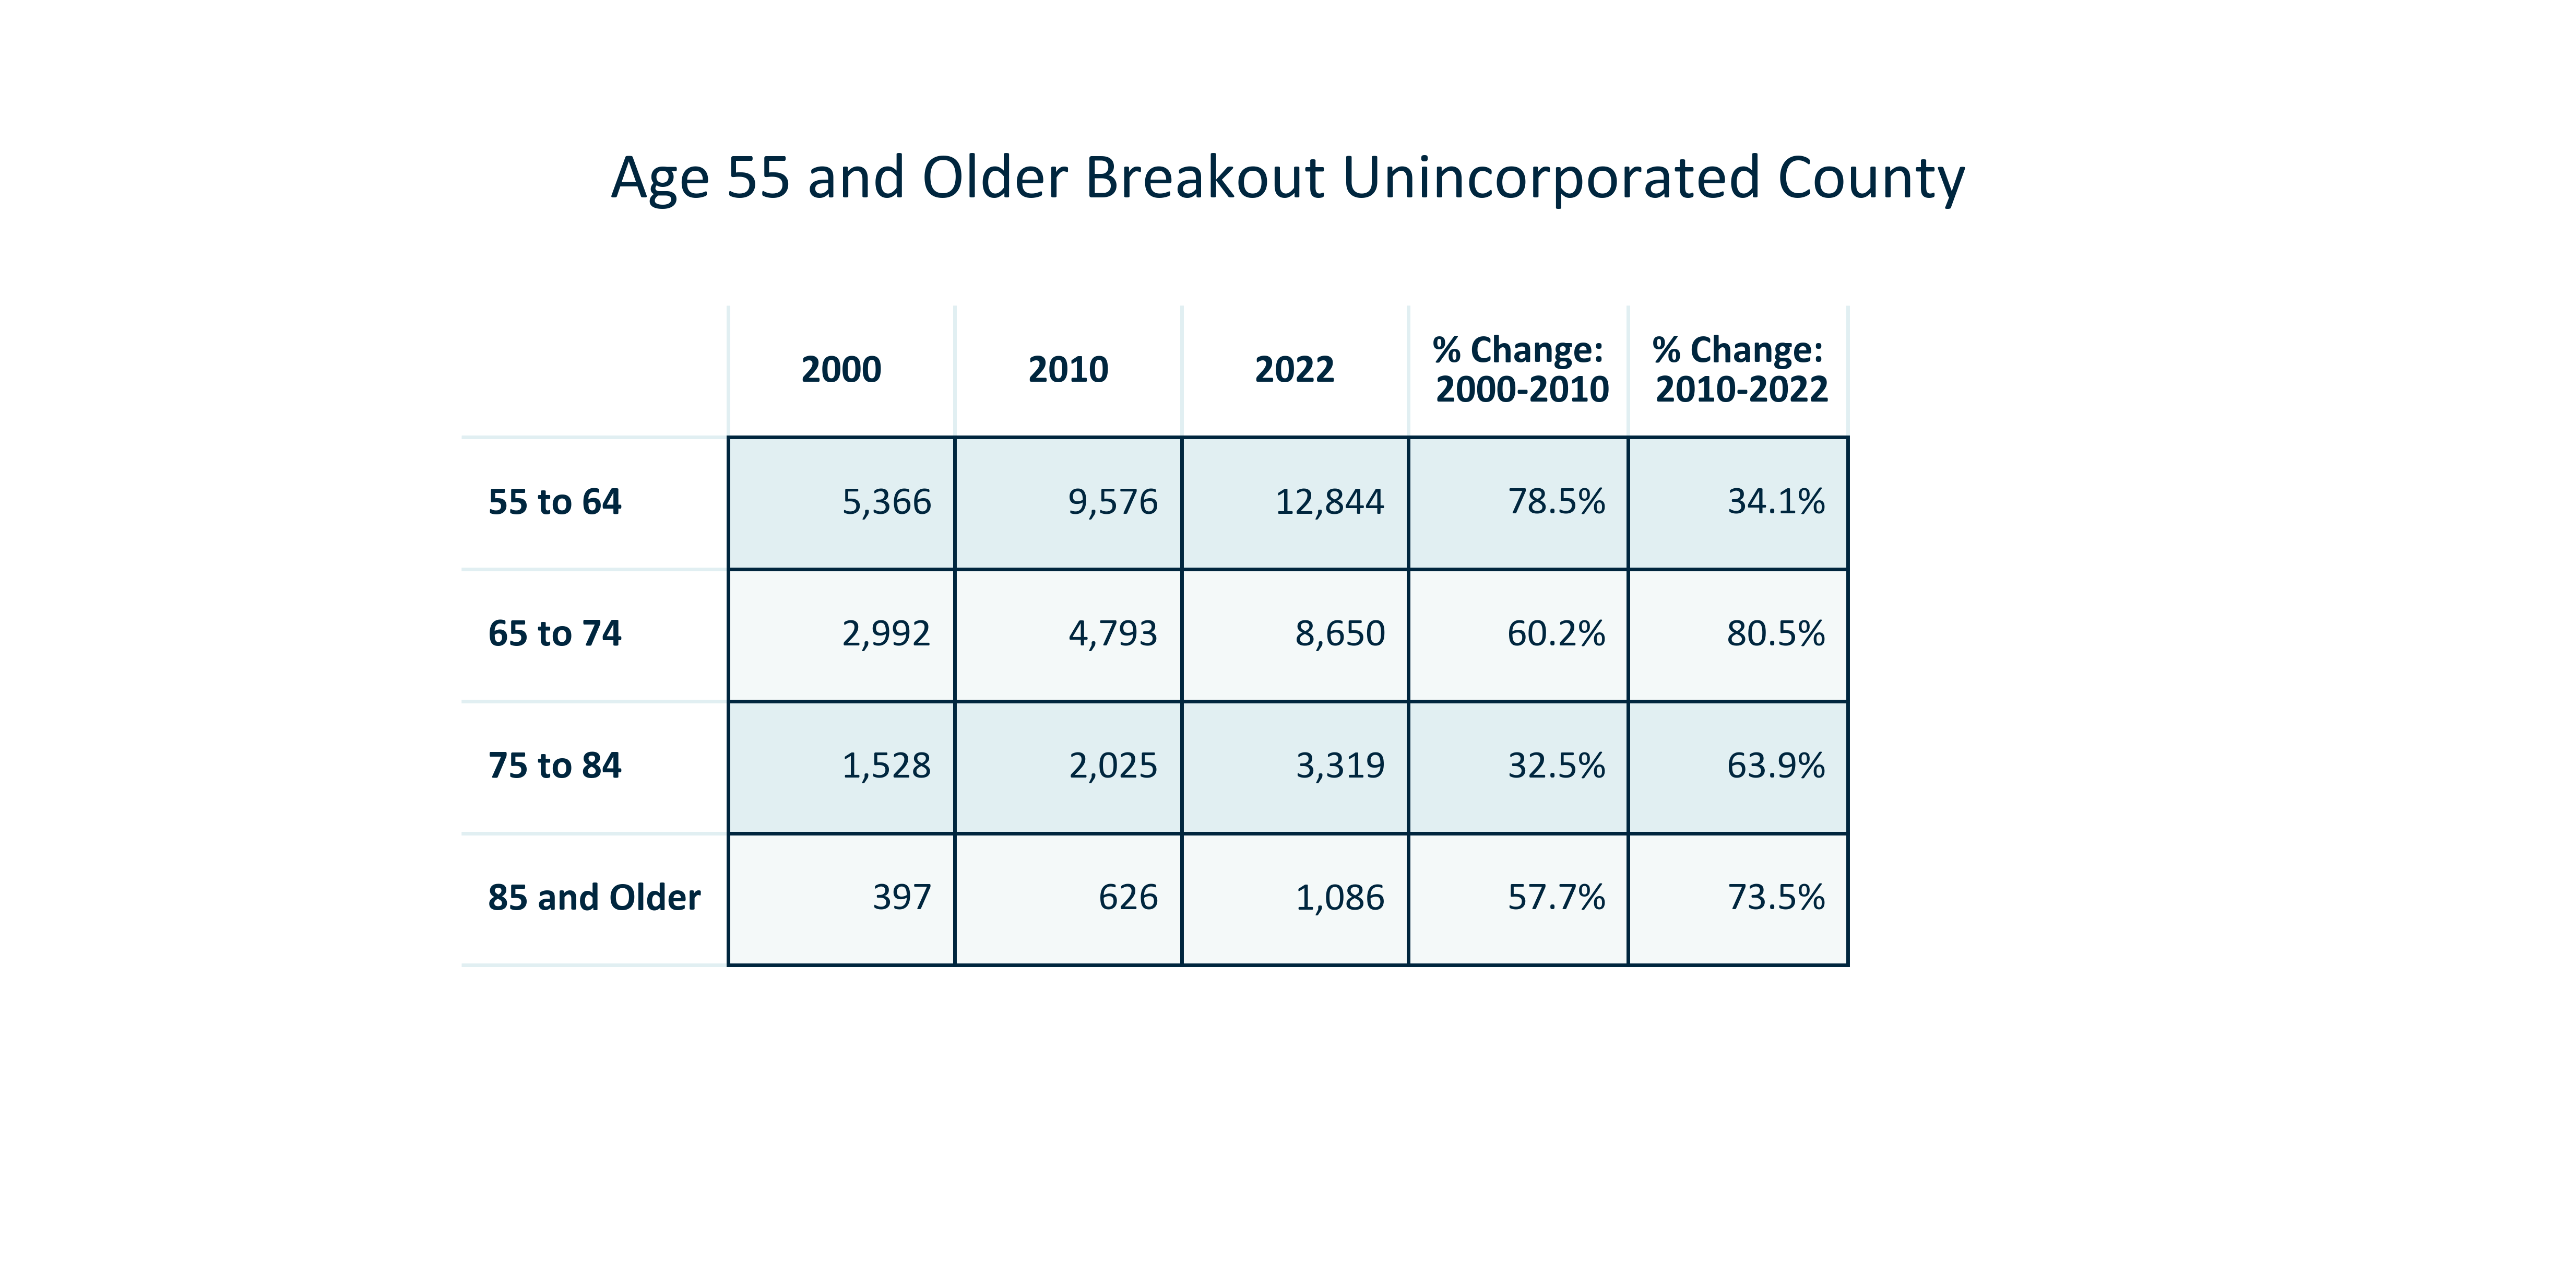 Age 55 and Older Breakout Unincorporated County
2000 2010 2022 % Change: 2000-2010 % Change: 2010-2022
55 to 64 5,366 9,576 12,844 78.5% 34.1%
65 to 74 2,992 4,793 8,650 60.2% 80.5%
75 to 84 1,528 2,025 3,319 32.5% 63.9%
85 and Older 397 626 1,086 57.7% 73.5%